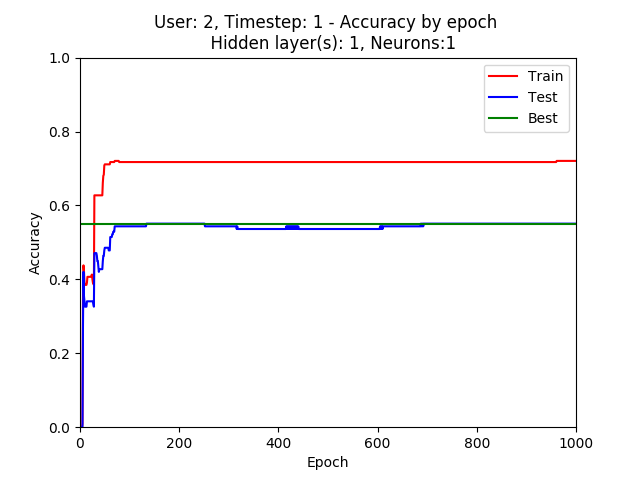 User: 2, Timestep: 1 - Accuracy by epoch
Hidden layer(s): 1, Neurons:1
1.0
0.8
0.6
0.4
0.2
0.0
Accuracy
Train
Test
Best
0 200 400 600 800 1000
Epoch